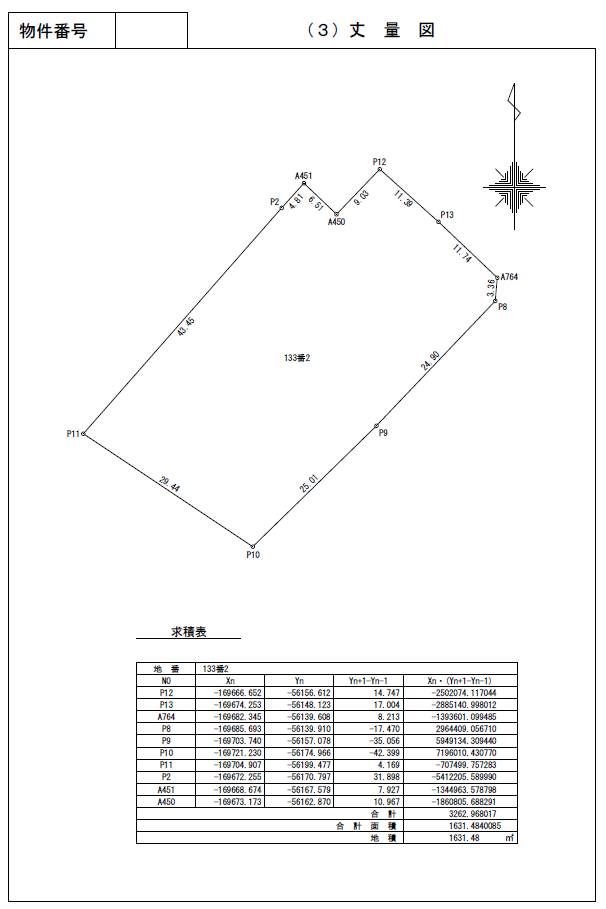 物件番号
（３）丈　量　図
P12
A451
P2
4.81
6.51
9.03
A450
11.39
P13
11.74
A764
3.36
P8
43.45
133番2
24.90
P11
P9
29.44
25.01
P10
求積表
地　番 133番2
NO Xn Yn Yn+1-Yn-1 Xn・(Yn+1-Yn-1)
P12 -169666.652 -56156.612 14.747 -2502074.117044
P13 -169674.253 -56148.123 17.004 -2885140.998012
A764 -169682.345 -56139.608 8.213 -1393601.099485
P8 -169685.693 -56139.910 -17.470 2964409.056710
P9 -169703.740 -56157.078 -35.056 5949134.309440
P10 -169721.230 -56174.966 -42.399 7196010.430770
P11 -169704.907 -56199.477 4.169 -707499.757283
P2 -169672.255 -56170.797 31.898 -5412205.589990
A451 -169668.674 -56167.579 7.927 -1344963.578798
A450 -169673.173 -56162.870 10.967 -1860805.688291
合　計 3262.968017
合　計　面　積 1631.4840085
地　積 1631.48 ㎡